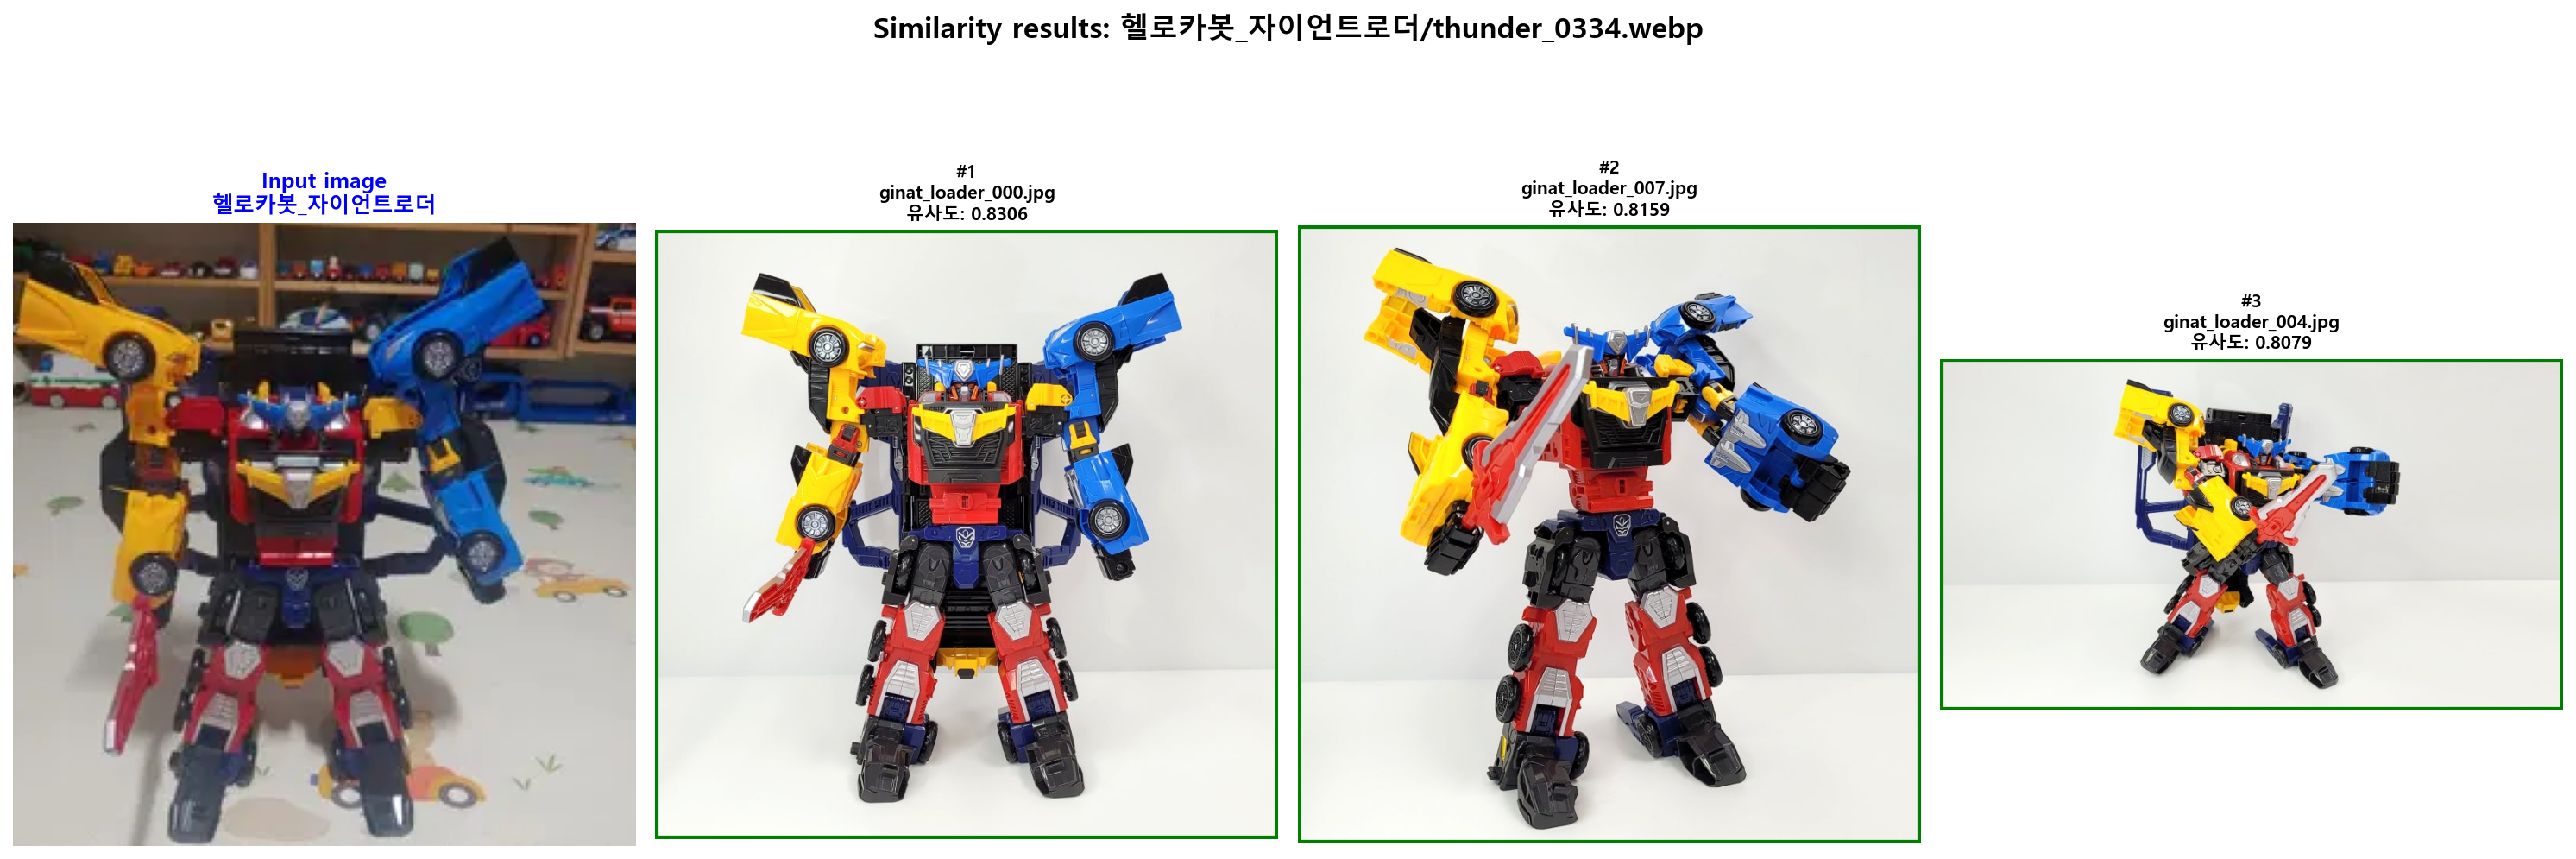 Similarity results: 헬로카봇_자이언트로더/thunder_0334.webp
Input image
헬로카봇_자이언트로더
#1
ginat_loader_000.jpg
유사도: 0.8306
#2
ginat_loader_007.jpg
유사도: 0.8159
#3
ginat_loader_004.jpg
유사도: 0.8079